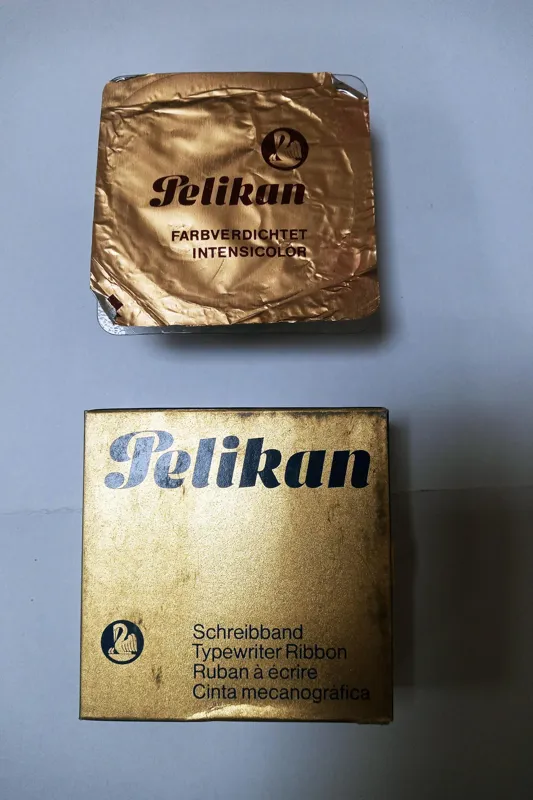 Pelikan
FARBVERDICHTET
INTENSICOLOR
Pelikan
Schreibband
Typewriter Ribbon
Ruban à écrire
Cinta mecanográfica